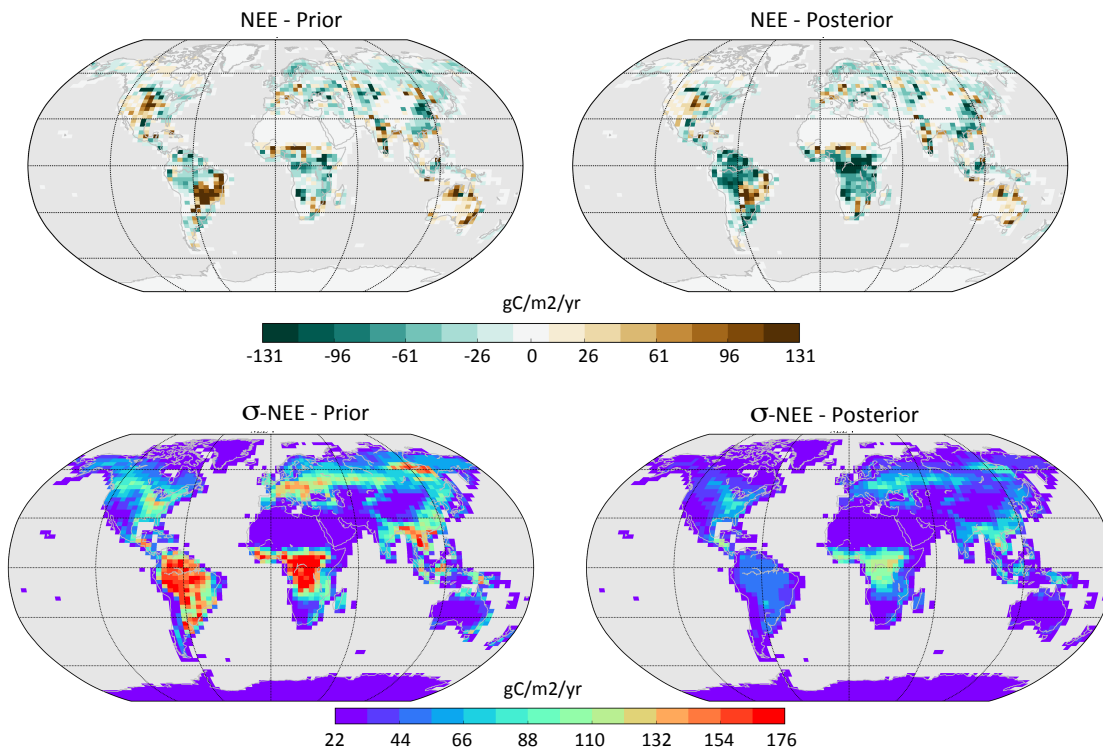 NEE - Prior
NEE - Posterior
gC/m2/yr
-131 -96 -61 -26 0 26 61 96 131
σ-NEE - Prior
σ-NEE - Posterior
gC/m2/yr
22 44 66 88 110 132 154 176